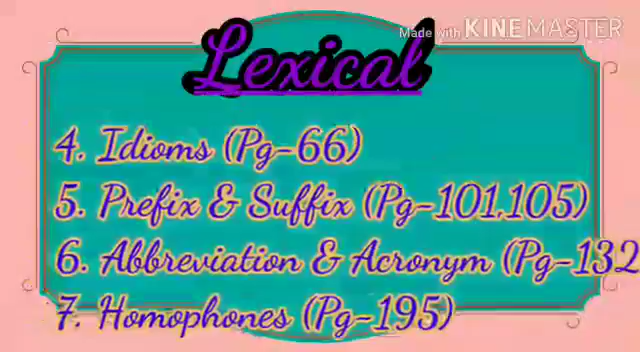 Made with KINEMASTER
Lexical
4. Idioms (Pg-66)
5. Prefix & Suffix (Pg-101,105)
6. Abbreviation & Acronym (Pg-132
7. Homophones (Pg-195)